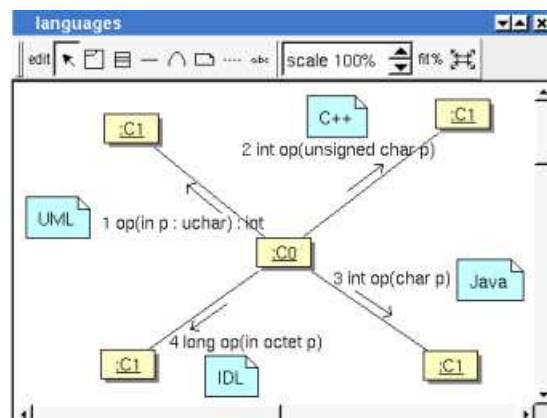 languages
edit abc scale 100% fit%
:C1
C++
:C1
2 int op(unsigned char p)
UML
1 op(in p : uchar) : int
:C0
3 int op(char p)
Java
4 long op(in octet p)
:C1
IDL
:C1